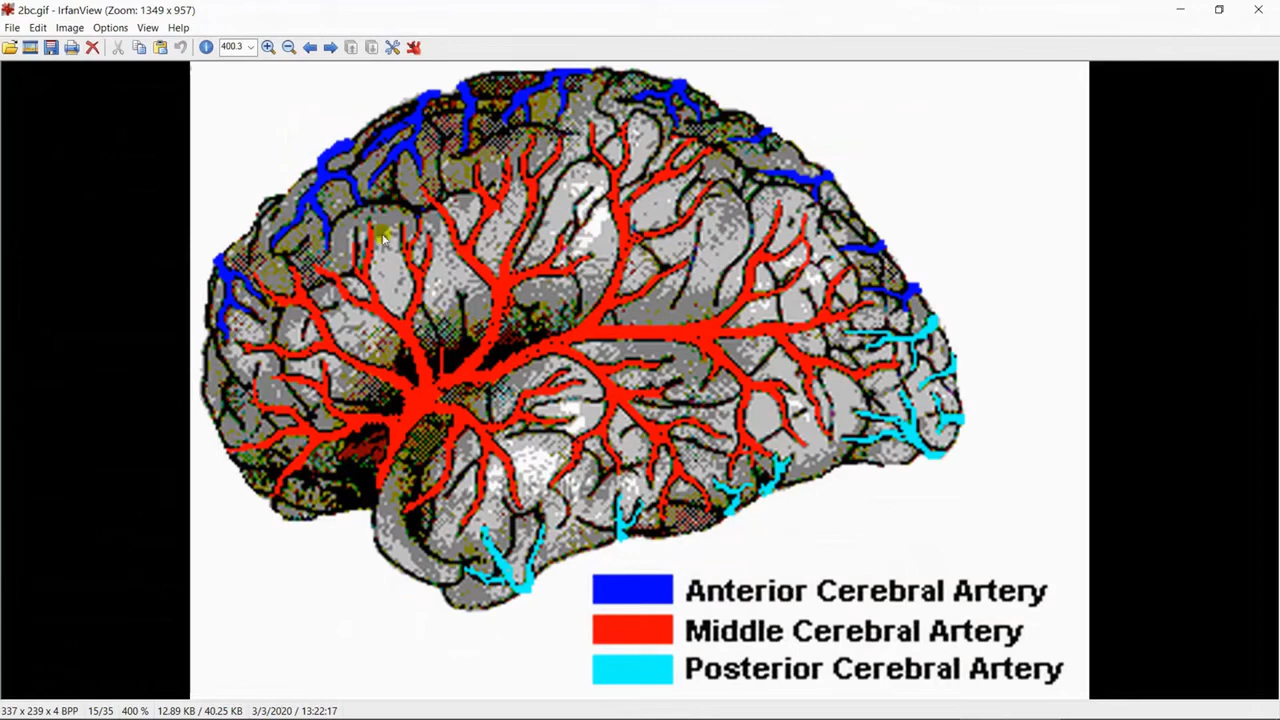 2bc.gif - IrfanView (Zoom: 1349 x 957)
File Edit Image Options View Help
400.3
Anterior Cerebral Artery
Middle Cerebral Artery
Posterior Cerebral Artery
337 x 239 x 4 BPP 15/35 400 % 12.89 KB / 40.25 KB 3/3/2020 / 13:22:17